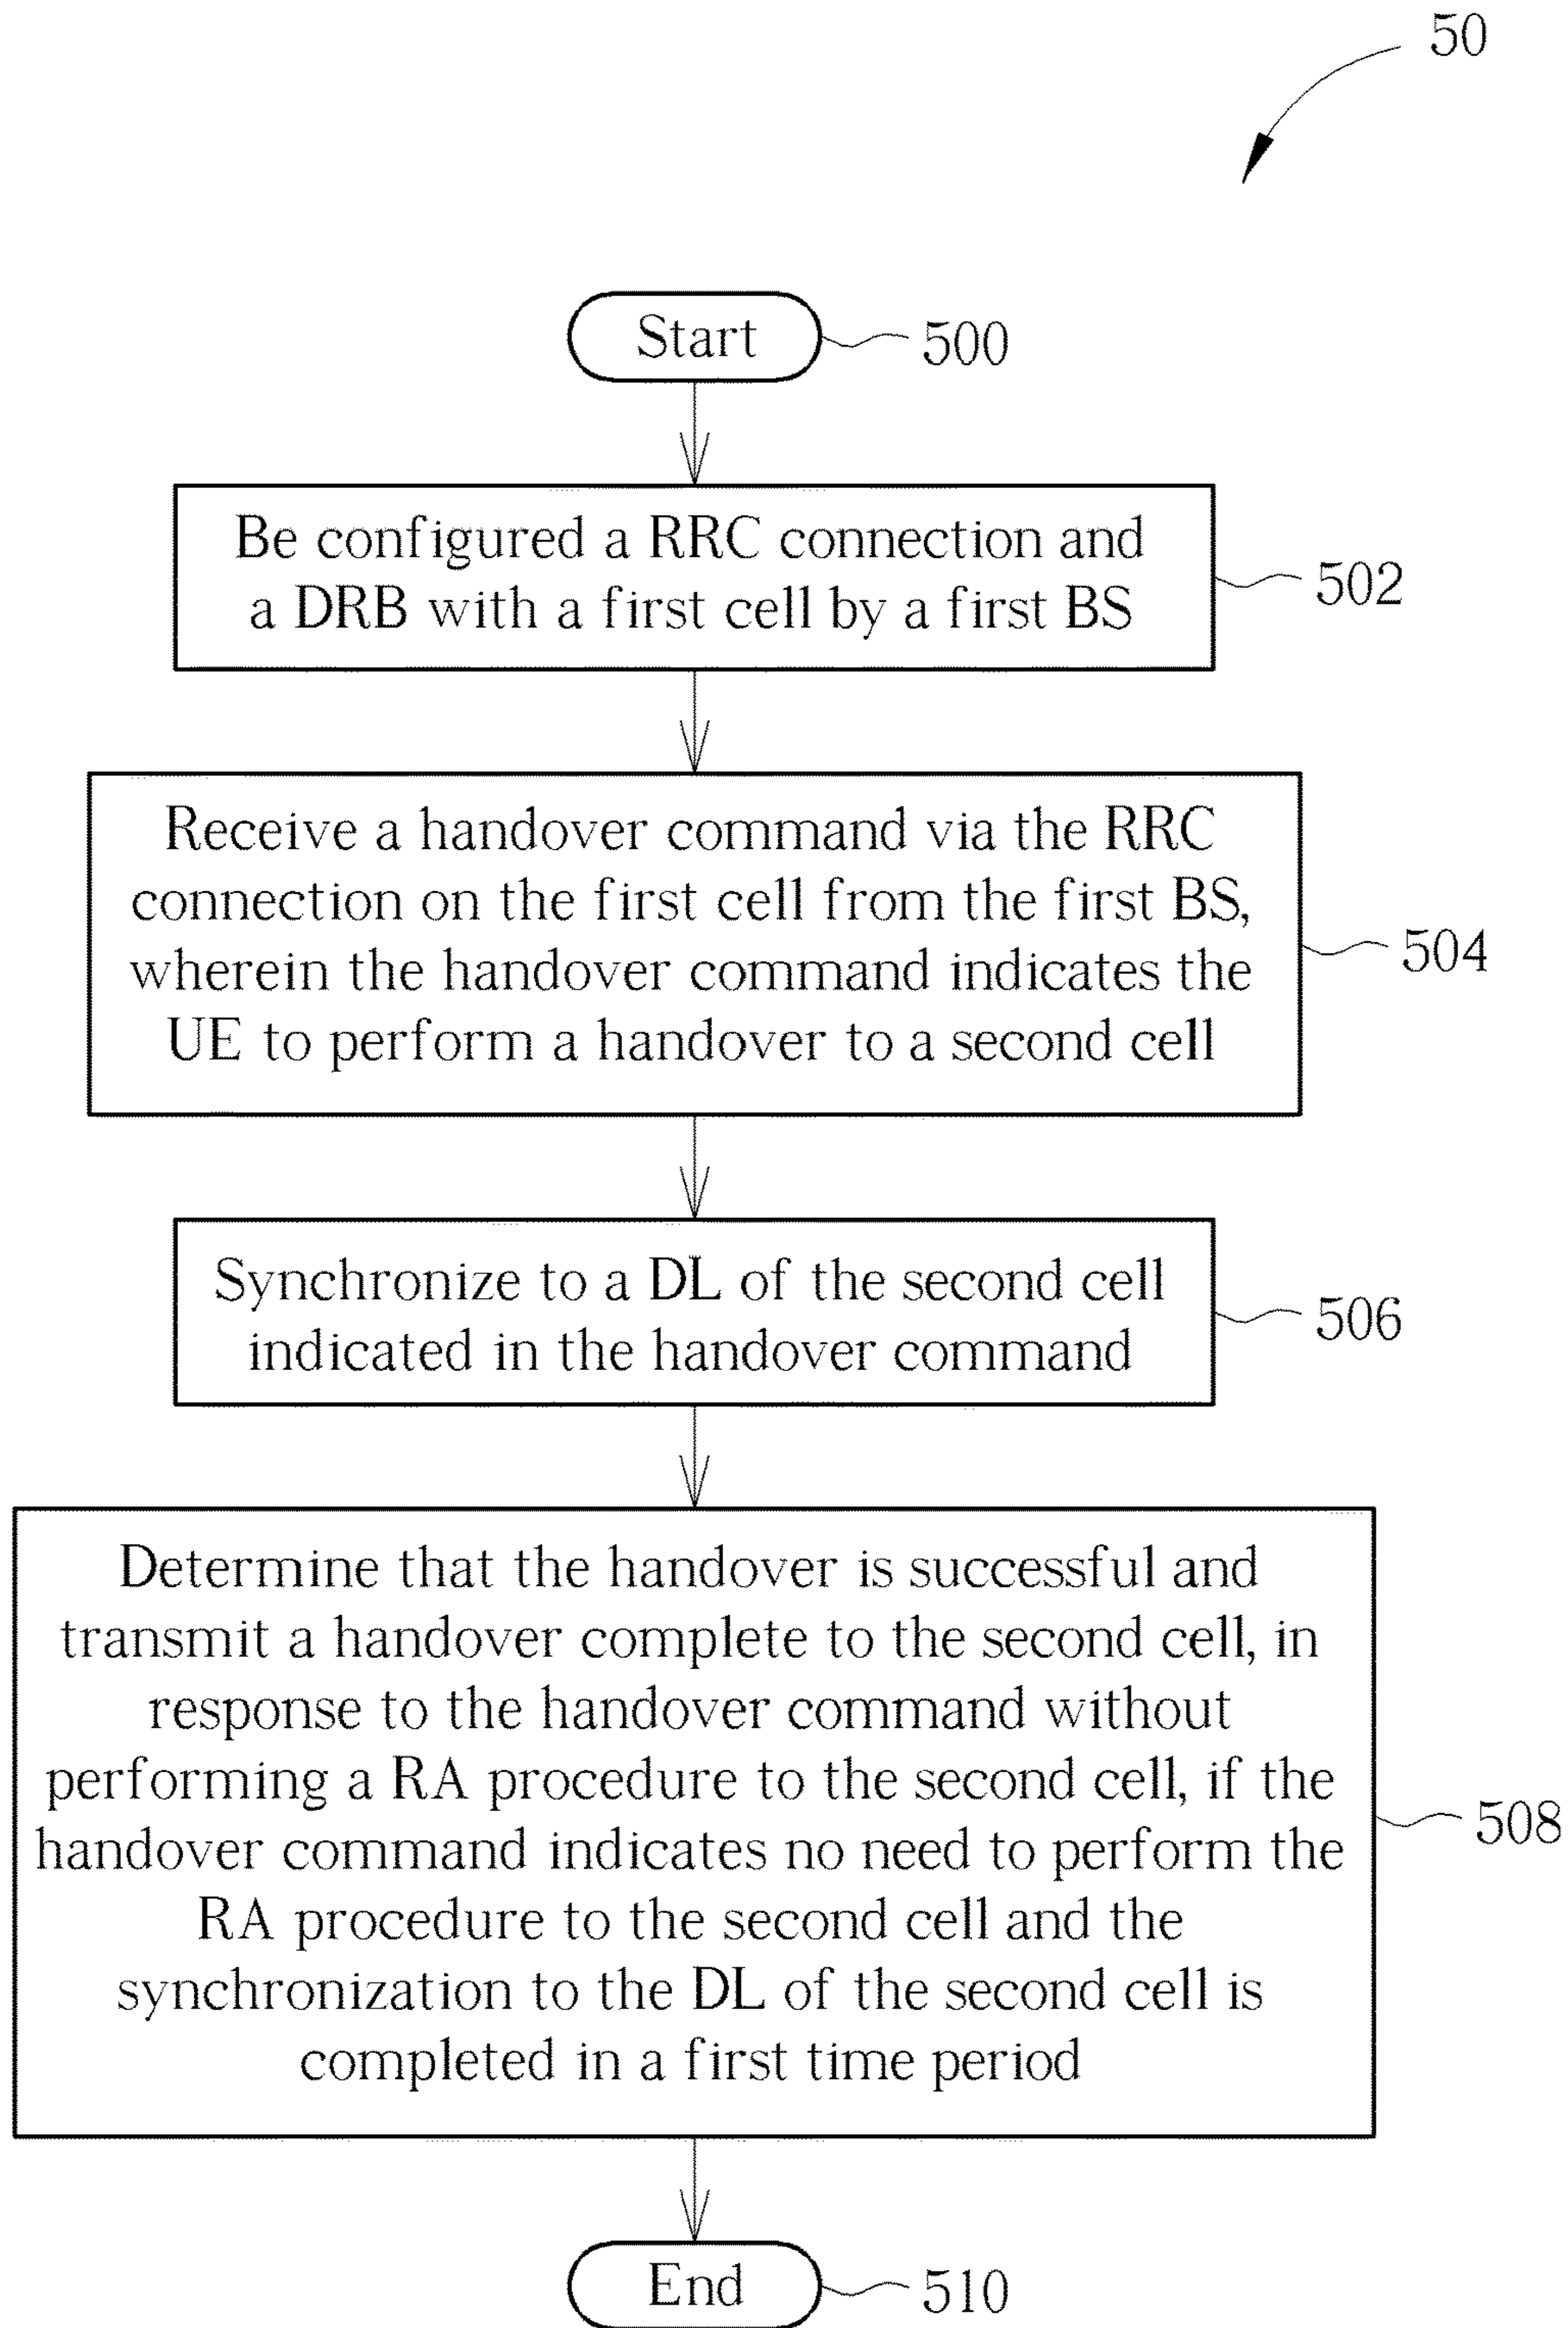 50
Start
500
Be configured a RRC connection and
a DRB with a first cell by a first BS
502
Receive a handover command via the RRC
connection on the first cell from the first BS,
wherein the handover command indicates the
UE to perform a handover to a second cell
504
Synchronize to a DL of the second cell
indicated in the handover command
506
Determine that the handover is successful and
transmit a handover complete to the second cell, in
response to the handover command without
performing a RA procedure to the second cell, if the
handover command indicates no need to perform the
RA procedure to the second cell and the
synchronization to the DL of the second cell is
completed in a first time period
508
End
510